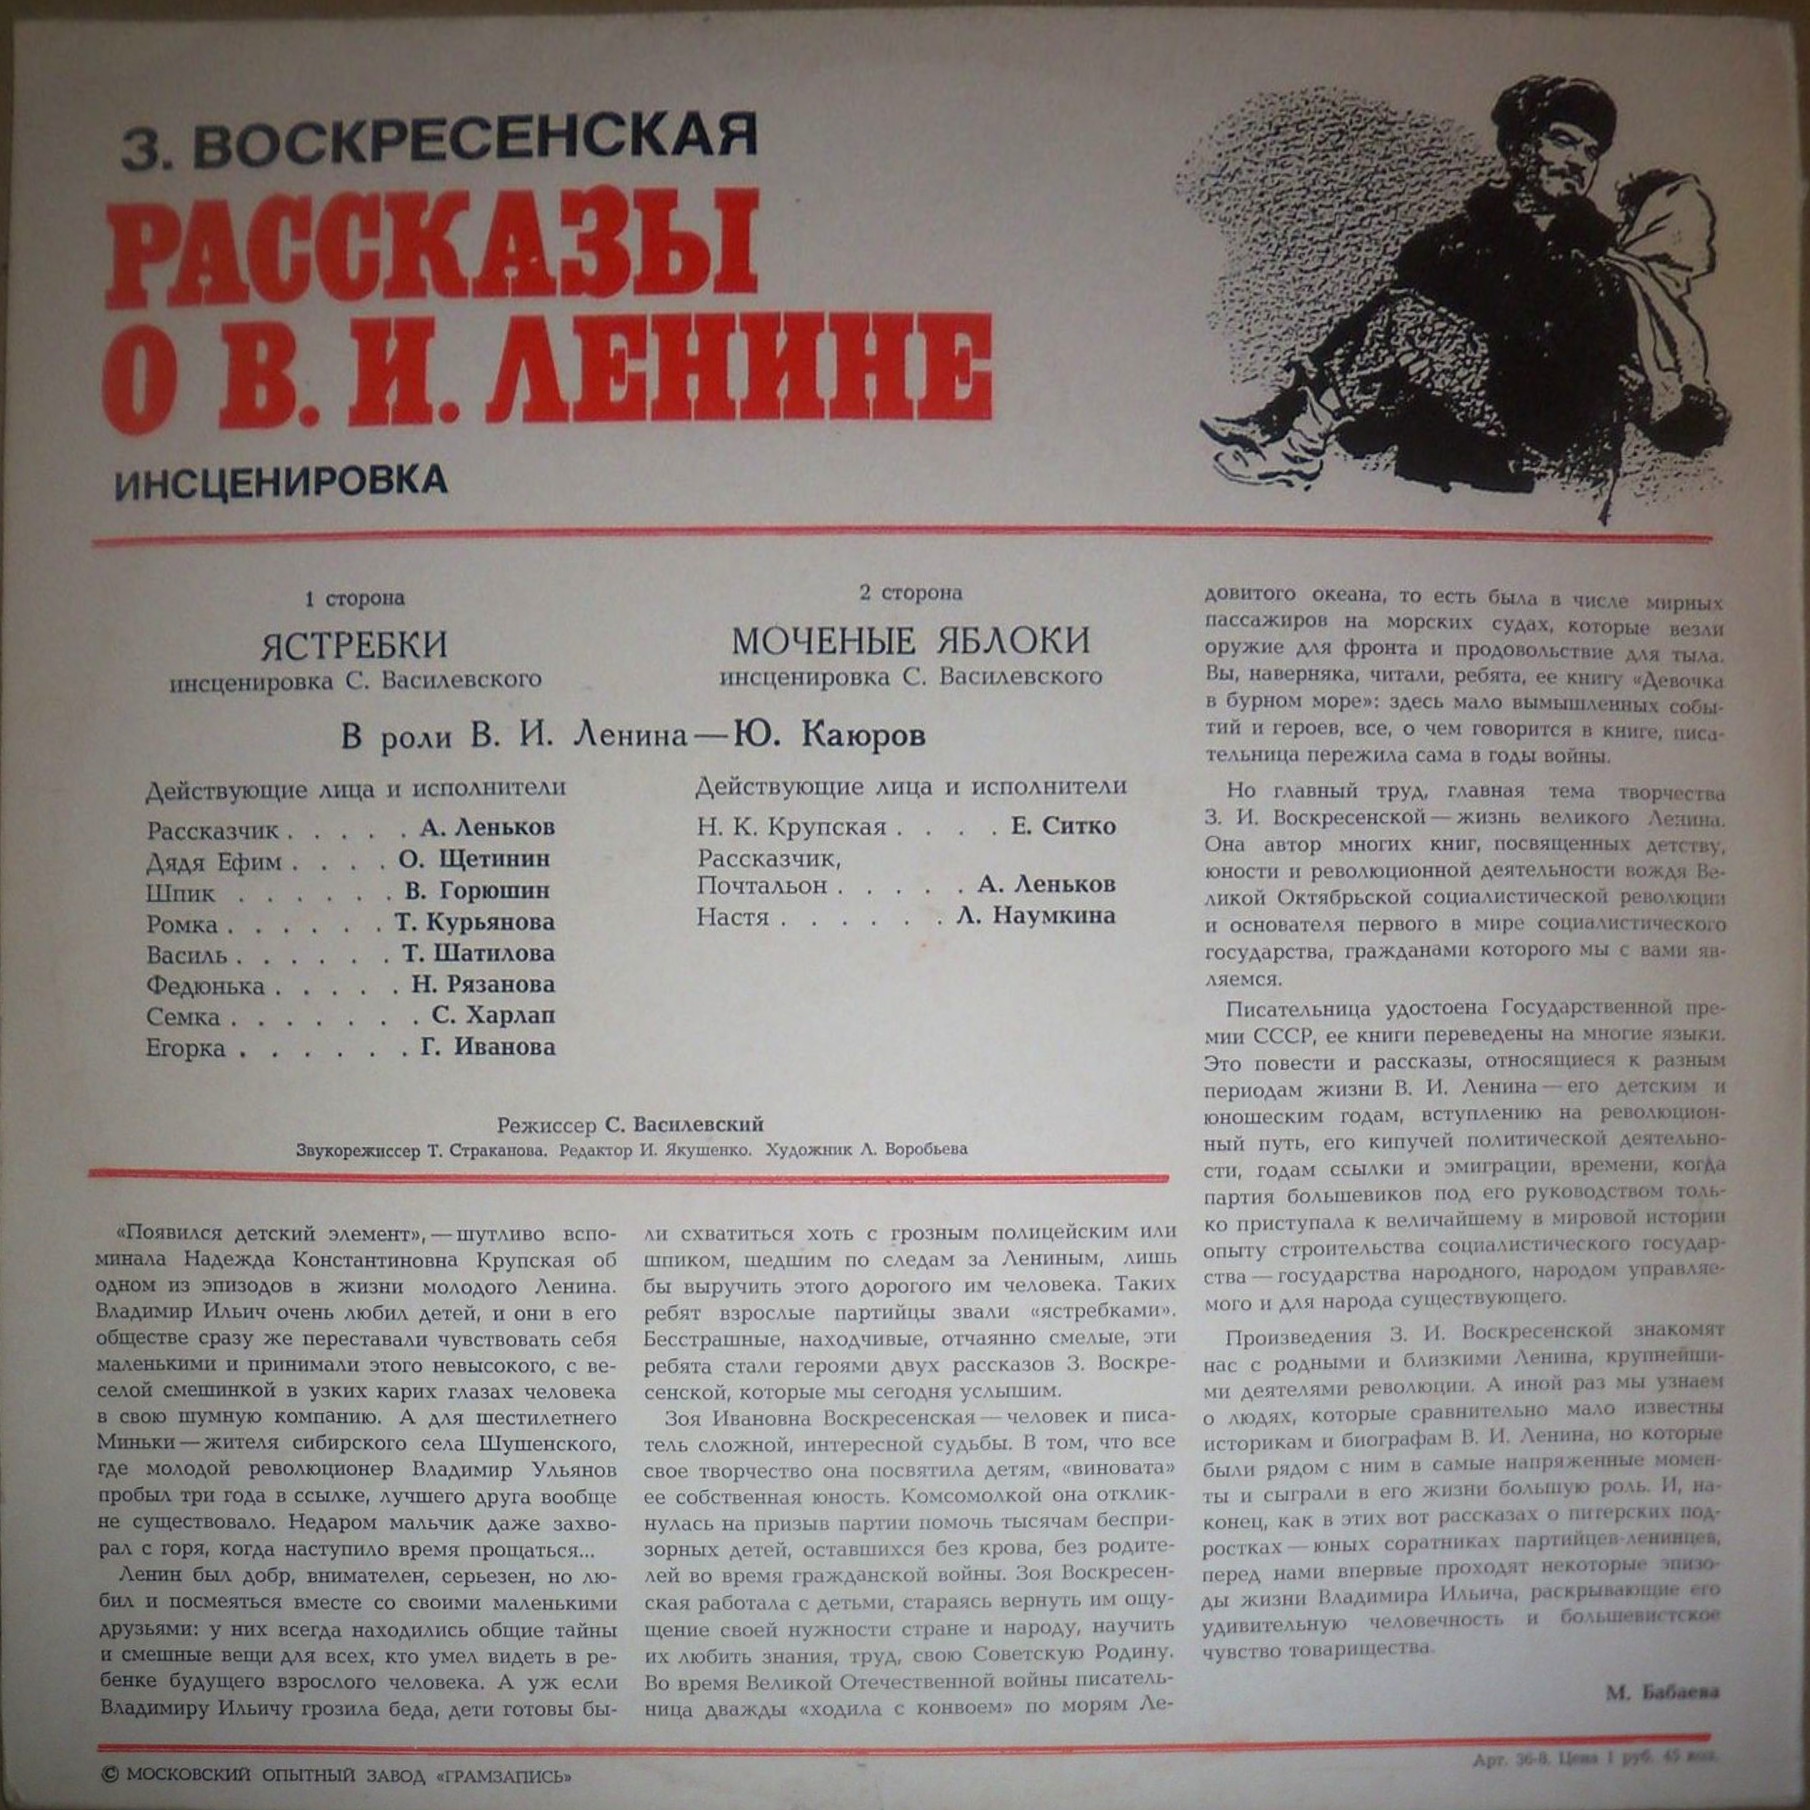 З. ВОСКРЕСЕНСКАЯ
РАССКАЗЫ
О В. И. ЛЕНИНЕ
ИНСЦЕНИРОВКА
1 сторона
ЯСТРЕБКИ
инсценировка С. Василевского
2 сторона
МОЧЕНЫЕ ЯБЛОКИ
инсценировка С. Василевского
В роли В. И. Ленина — Ю. Каюров
Действующие лица и исполнители
Рассказчик . . . . . А. Леньков
Дядя Ефим . . . . О. Щетинин
Шпик . . . . . . В. Горюшин
Ромка . . . . . . Т. Курьянова
Василь . . . . . . Т. Шатилова
Федюнька . . . . . Н. Рязанова
Семка . . . . . . . С. Харлап
Егорка . . . . . . Г. Иванова
Действующие лица и исполнители
Н. К. Крупская . . . . Е. Ситко
Рассказчик,
Почтальон . . . . . А. Леньков
Настя . . . . . . Л. Наумкина
Режиссер С. Василевский
Звукорежиссер Т. Страканова. Редактор И. Якушенко. Художник Л. Воробьева
«Появился детский элемент», — шутливо вспо-
минала Надежда Константиновна Крупская об
одном из эпизодов в жизни молодого Ленина.
Владимир Ильич очень любил детей, и они в его
обществе сразу же переставали чувствовать себя
маленькими и принимали этого невысокого, с ве-
селой смешинкой в узких карих глазах человека
в свою шумную компанию. А для шестилетнего
Миньки — жителя сибирского села Шушенского,
где молодой революционер Владимир Ульянов
пробыл три года в ссылке, лучшего друга вообще
не существовало. Недаром мальчик даже захво-
рал с горя, когда наступило время прощаться...
Ленин был добр, внимателен, серьезен, но лю-
бил и посмеяться вместе со своими маленькими
друзьями: у них всегда находились общие тайны
и смешные вещи для всех, кто умел видеть в ре-
бенке будущего взрослого человека. А уж если
Владимиру Ильичу грозила беда, дети готовы бы-
ли схватиться хоть с грозным полицейским или
шпиком, шедшим по следам за Лениным, лишь
бы выручить этого дорогого им человека. Таких
ребят взрослые партийцы звали «ястребками».
Бесстрашные, находчивые, отчаянно смелые, эти
ребята стали героями двух рассказов З. Воскре-
сенской, которые мы сегодня услышим.
Зоя Ивановна Воскресенская — человек и писа-
тель сложной, интересной судьбы. В том, что все
свое творчество она посвятила детям, «виновата»
ее собственная юность. Комсомолкой она отклик-
нулась на призыв партии помочь тысячам беспри-
зорных детей, оставшихся без крова, без родите-
лей во время гражданской войны. Зоя Воскресен-
ская работала с детьми, стараясь вернуть им ощу-
щение своей нужности стране и народу, научить
их любить знания, труд, свою Советскую Родину.
Во время Великой Отечественной войны писатель-
ница дважды «ходила с конвоем» по морям Ле-
довитого океана, то есть была в числе мирных
пассажиров на морских судах, которые везли
оружие для фронта и продовольствие для тыла.
Вы, наверняка, читали, ребята, ее книгу «Девочка
в бурном море»: здесь мало вымышленных собы-
тий и героев, все, о чем говорится в книге, писа-
тельница пережила сама в годы войны.
Но главный труд, главная тема творчества
З. И. Воскресенской — жизнь великого Ленина.
Она автор многих книг, посвященных детству,
юности и революционной деятельности вождя Ве-
ликой Октябрьской социалистической революции
и основателя первого в мире социалистического
государства, гражданами которого мы с вами яв-
ляемся.
Писательница удостоена Государственной пре-
мии СССР, ее книги переведены на многие языки.
Это повести и рассказы, относящиеся к разным
периодам жизни В. И. Ленина — его детским и
юношеским годам, вступлению на революцион-
ный путь, его кипучей политической деятельно-
сти, годам ссылки и эмиграции, времени, когда
партия большевиков под его руководством толь-
ко приступала к величайшему в мировой истории
опыту строительства социалистического государ-
ства — государства народного, народом управляе-
мого и для народа существующего.
Произведения З. И. Воскресенской знакомят
нас с родными и близкими Ленина, крупнейши-
ми деятелями революции. А иной раз мы узнаем
о людях, которые сравнительно мало известны
историкам и биографам В. И. Ленина, но которые
были рядом с ним в самые напряженные момен-
ты и сыграли в его жизни большую роль. И, на-
конец, как в этих вот рассказах о питерских под-
ростках — юных соратниках партийцев-ленинцев,
перед нами впервые проходят некоторые эпизо-
ды жизни Владимира Ильича, раскрывающие его
удивительную человечность и большевистское
чувство товарищества.
М. Бабаева
© МОСКОВСКИЙ ОПЫТНЫЙ ЗАВОД «ГРАМЗАПИСЬ»
Арт. 36-8. Цена 1 руб. 45 коп.